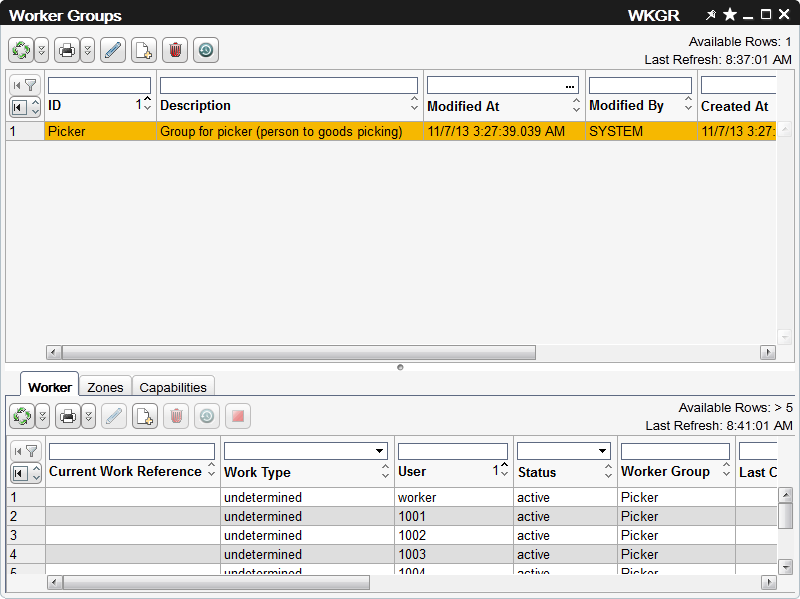 Worker Groups WKGR
Available Rows: 1
Last Refresh: 8:37:01 AM
...
ID 1 Description Modified At Modified By Created At
1 Picker Group for picker (person to goods picking) 11/7/13 3:27:39.039 AM SYSTEM 11/7/13 3:27:
Worker Zones Capabilities
Available Rows: > 5
Last Refresh: 8:41:01 AM
Current Work Reference Work Type User 1 Status Worker Group Last C
1 undetermined worker active Picker
2 undetermined 1001 active Picker
3 undetermined 1002 active Picker
4 undetermined 1003 active Picker
5 undetermined 1004 active Picker